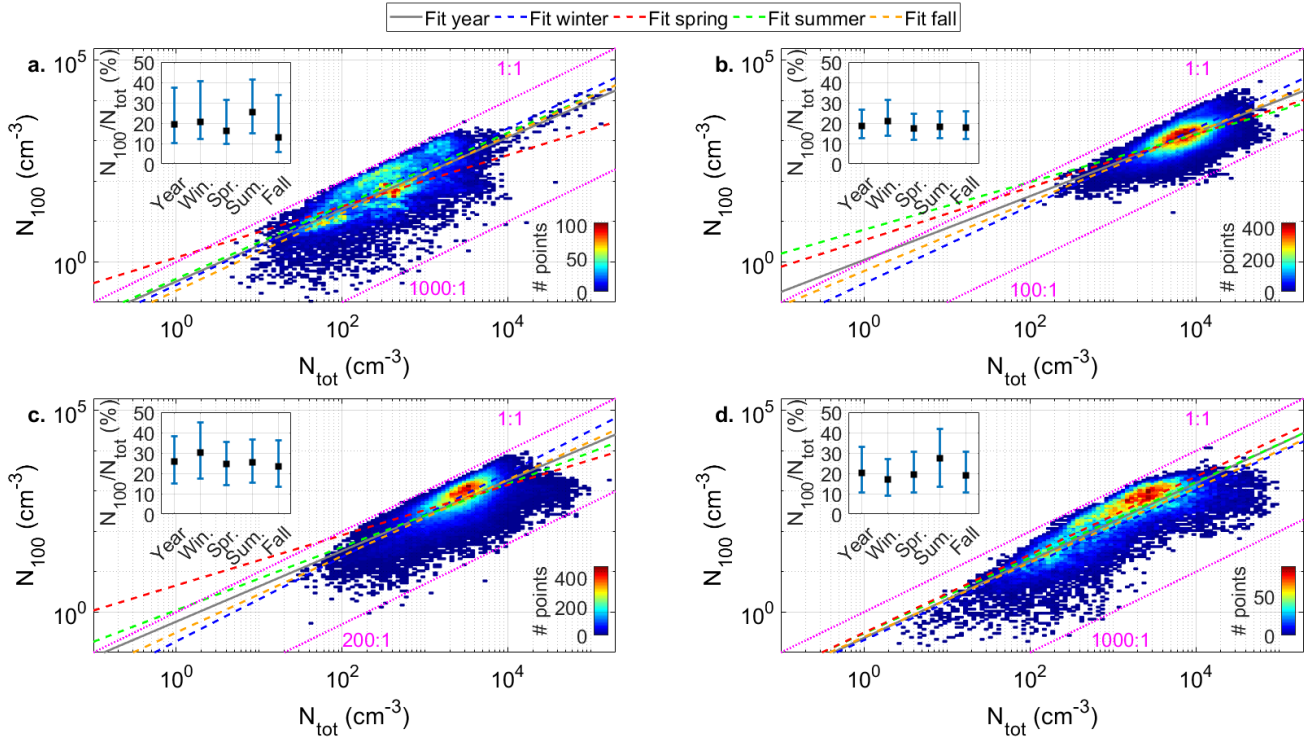 Fit year Fit winter Fit spring Fit summer Fit fall
a.
N100 (cm-3)
10^5
10^0
N100/Ntot (%)
50
40
30
20
10
0
Year Win. Spr. Sum. Fall
1:1
1000:1
# points
100
50
0
10^0 10^2 10^4
Ntot (cm-3)
b.
N100 (cm-3)
10^5
10^0
N100/Ntot (%)
50
40
30
20
10
0
Year Win. Spr. Sum. Fall
1:1
100:1
# points
400
200
0
10^0 10^2 10^4
Ntot (cm-3)
c.
N100 (cm-3)
10^5
10^0
N100/Ntot (%)
50
40
30
20
10
0
Year Win. Spr. Sum. Fall
1:1
200:1
# points
400
200
0
10^0 10^2 10^4
Ntot (cm-3)
d.
N100 (cm-3)
10^5
10^0
N100/Ntot (%)
50
40
30
20
10
0
Year Win. Spr. Sum. Fall
1:1
1000:1
# points
50
0
10^0 10^2 10^4
Ntot (cm-3)